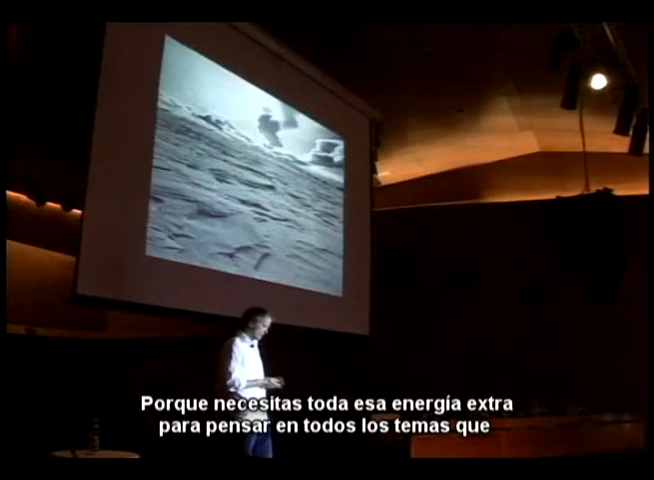 Porque necesitas toda esa energía extra
para pensar en todos los temas que